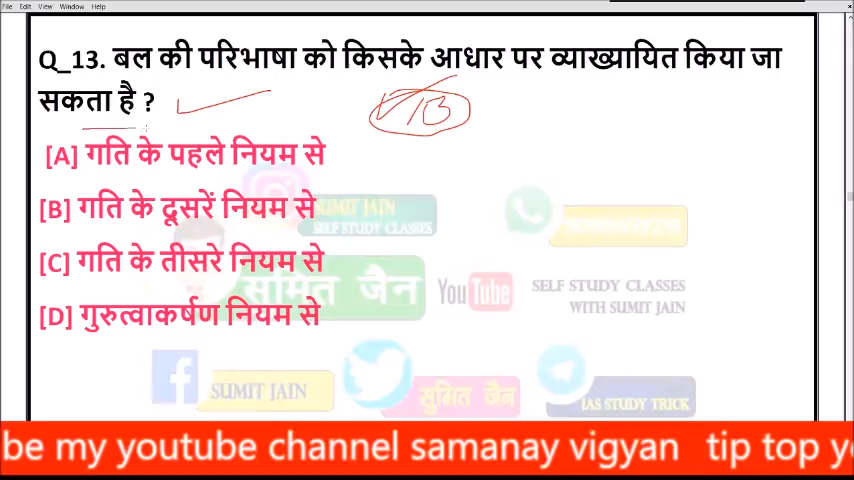 File Edit View Window Help
Q_13. बल की परिभाषा को किसके आधार पर व्याख्यायित किया जा
सकता है ?
B
[A] गति के पहले नियम से
[B] गति के दूसरें नियम से
[C] गति के तीसरे नियम से
[D] गुरुत्वाकर्षण नियम से
SUMIT JAIN
SELF STUDY CLASSES
सुमित जैन
YouTube
SELF STUDY CLASSES
WITH SUMIT JAIN
SUMIT JAIN
सुमित जैन
IAS STUDY TRICK
be my youtube channel samanay vigyan tip top yo